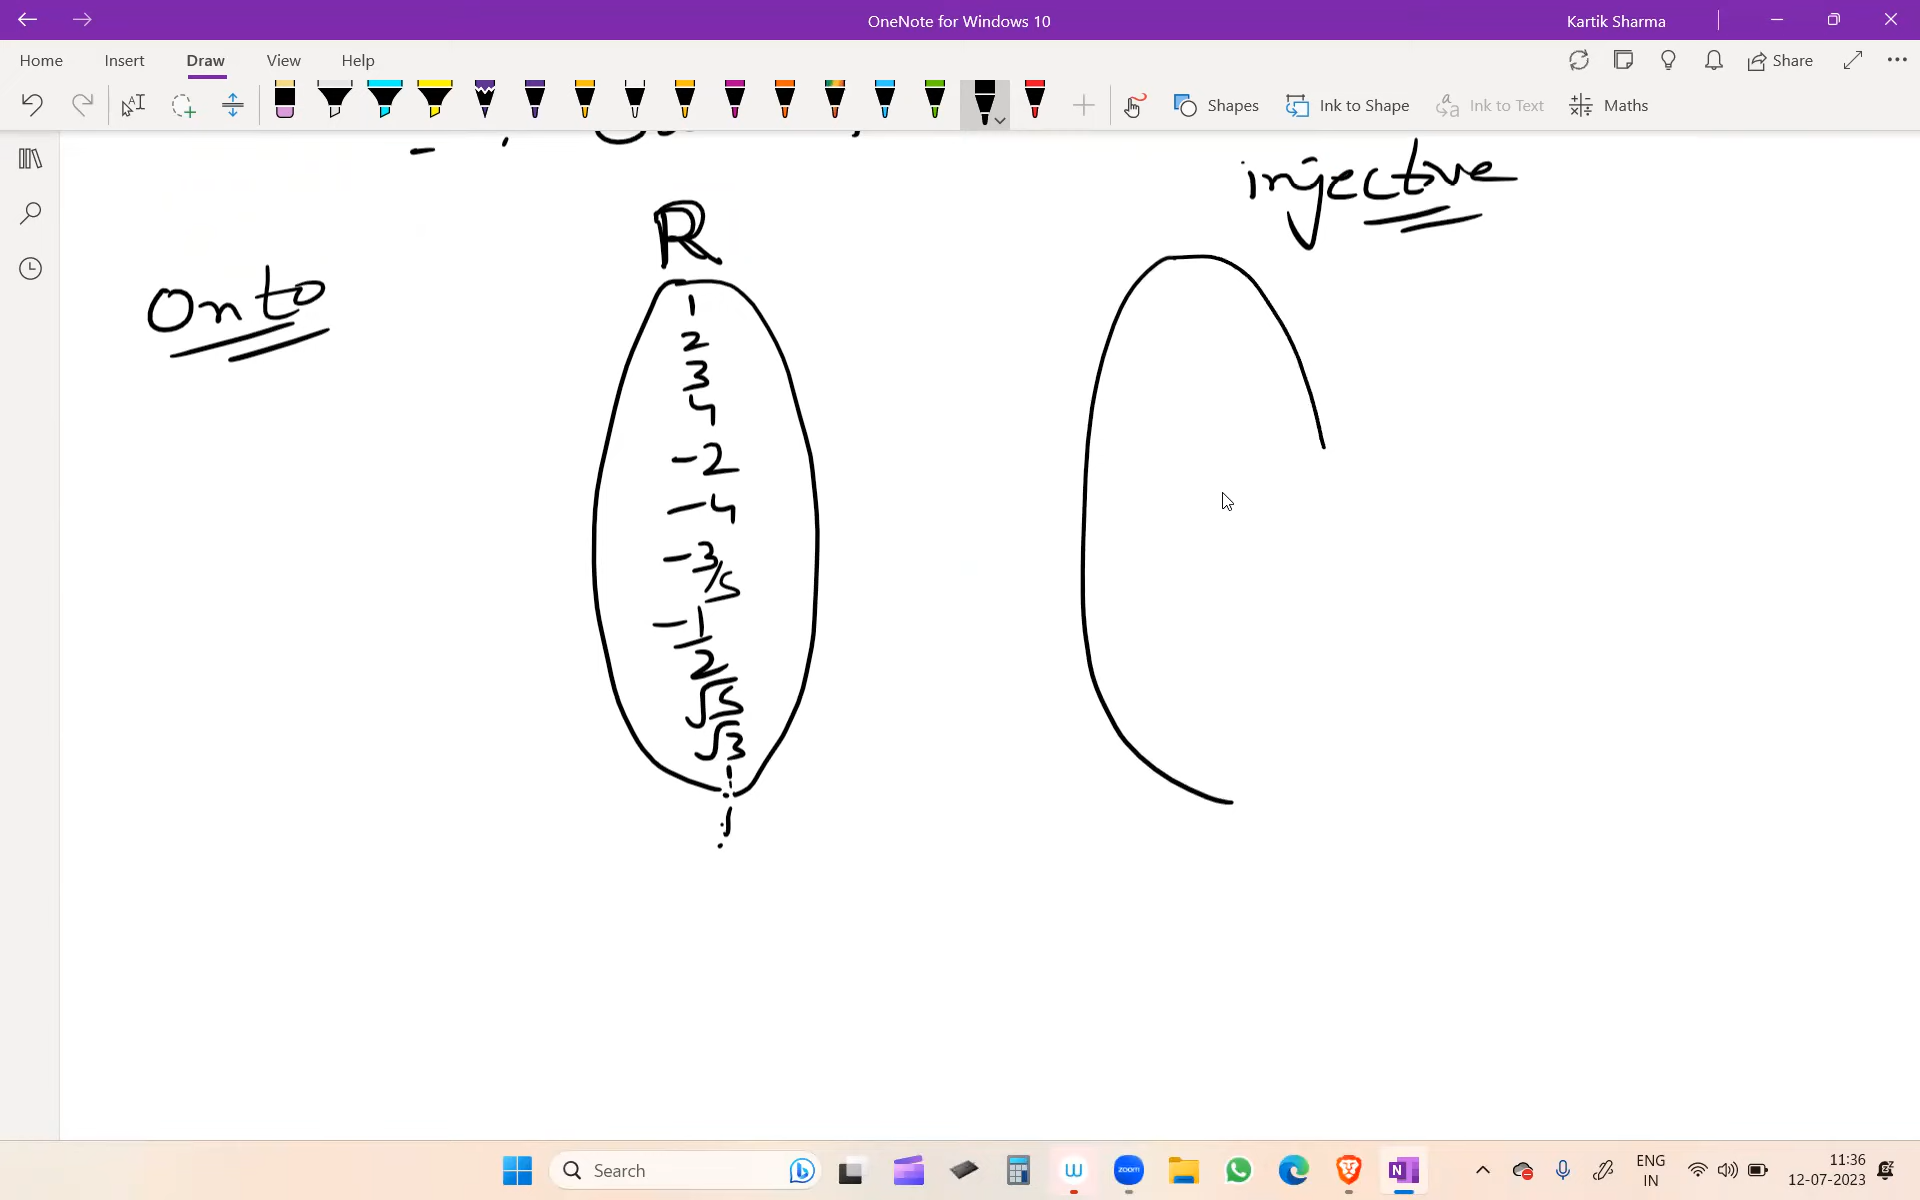 OneNote for Windows 10
Kartik Sharma
Home Insert Draw View Help
Share
Shapes Ink to Shape Ink to Text Maths
injective
R
Onto
1
2
3
4
-2
-4
-3/5
-1/2
√5
√3
Search
zoom
ENG
IN
11:36
12-07-2023